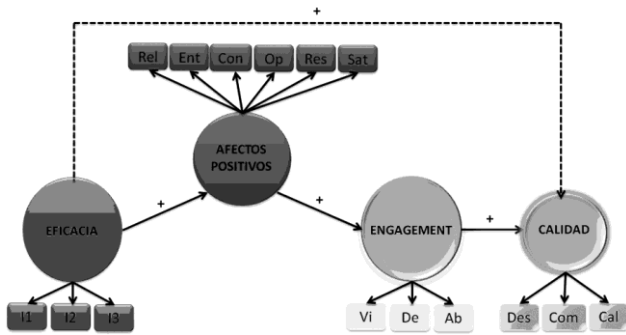 +
Rel Ent Con Op Res Sat
AFECTOS
POSITIVOS
+
+
EFICACIA
ENGAGEMENT
+
CALIDAD
I1 I2 I3
Vi De Ab
Des Com Cal